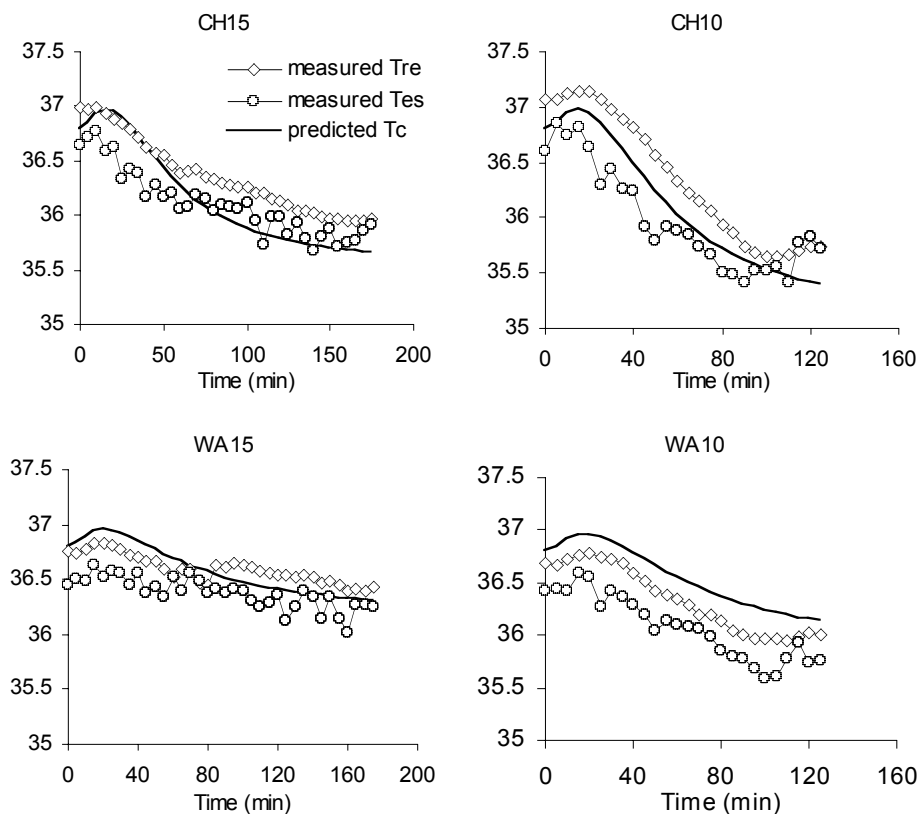 CH15
37.5
37
36.5
36
35.5
35
measured Tre
measured Tes
predicted Tc
0 50 100 150 200
Time (min)
CH10
37.5
37
36.5
36
35.5
35
0 40 80 120 160
Time (min)
WA15
37.5
37
36.5
36
35.5
35
0 40 80 120 160 200
Time (min)
WA10
37.5
37
36.5
36
35.5
35
0 40 80 120 160
Time (min)